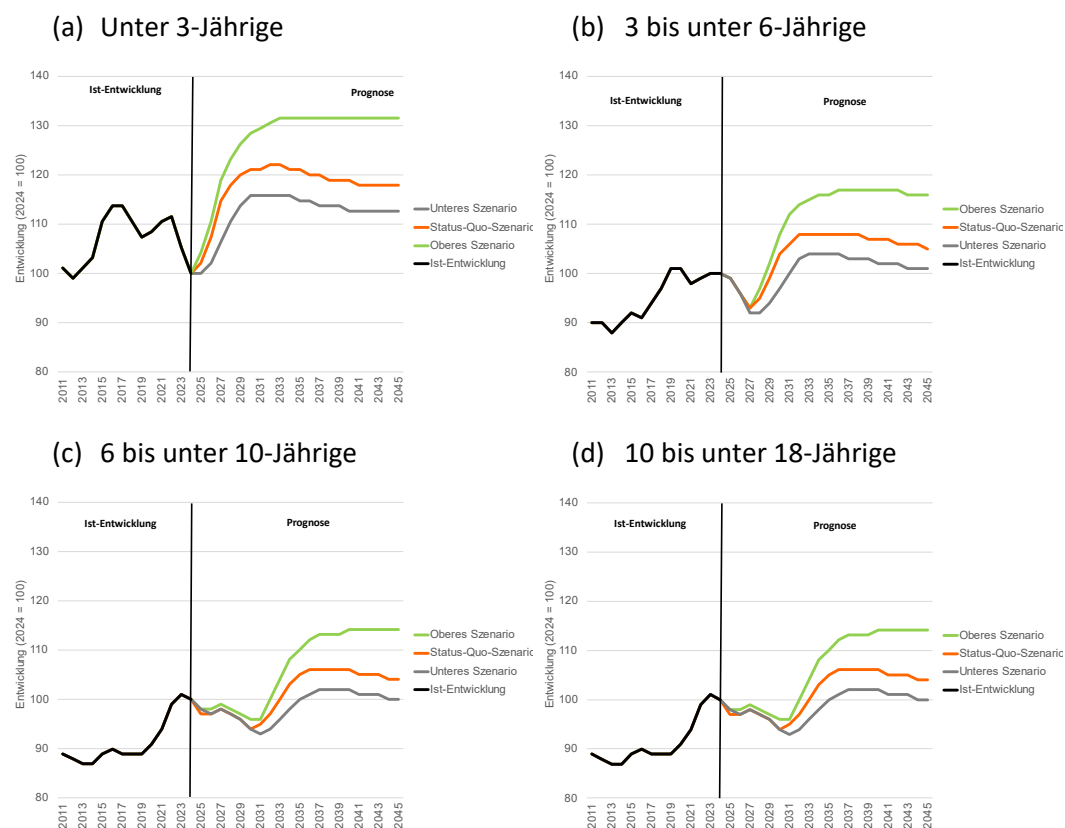 (a) Unter 3-Jährige
140
130
120
110
100
90
80
Entwicklung (2024 = 100)
Ist-Entwicklung
Prognose
Unteres Szenario
Status-Quo-Szenario
Oberes Szenario
Ist-Entwicklung
2011 2013 2015 2017 2019 2021 2023 2025 2027 2029 2031 2033 2035 2037 2039 2041 2043 2045
(b) 3 bis unter 6-Jährige
140
130
120
110
100
90
80
Entwicklung (2024 = 100)
Ist-Entwicklung
Prognose
Oberes Szenario
Status-Quo-Szenario
Unteres Szenario
Ist-Entwicklung
2011 2013 2015 2017 2019 2021 2023 2025 2027 2029 2031 2033 2035 2037 2039 2041 2043 2045
(c) 6 bis unter 10-Jährige
140
130
120
110
100
90
80
Entwicklung (2024 = 100)
Ist-Entwicklung
Prognose
Oberes Szenario
Status-Quo-Szenario
Unteres Szenario
Ist-Entwicklung
2011 2013 2015 2017 2019 2021 2023 2025 2027 2029 2031 2033 2035 2037 2039 2041 2043 2045
(d) 10 bis unter 18-Jährige
140
130
120
110
100
90
80
Entwicklung (2024 = 100)
Ist-Entwicklung
Prognose
Oberes Szenario
Status-Quo-Szenario
Unteres Szenario
Ist-Entwicklung
2011 2013 2015 2017 2019 2021 2023 2025 2027 2029 2031 2033 2035 2037 2039 2041 2043 2045